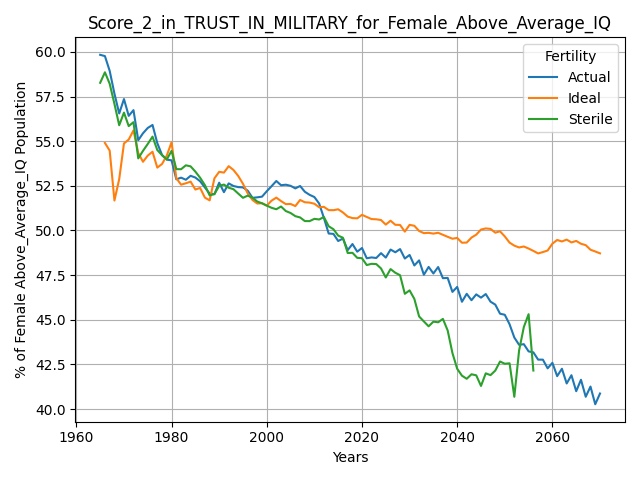 Score_2_in_TRUST_IN_MILITARY_for_Female_Above_Average_IQ
% of Female Above_Average_IQ Population
60.0
57.5
55.0
52.5
50.0
47.5
45.0
42.5
40.0
Fertility
Actual
Ideal
Sterile
1960
1980
2000
2020
2040
2060
Years